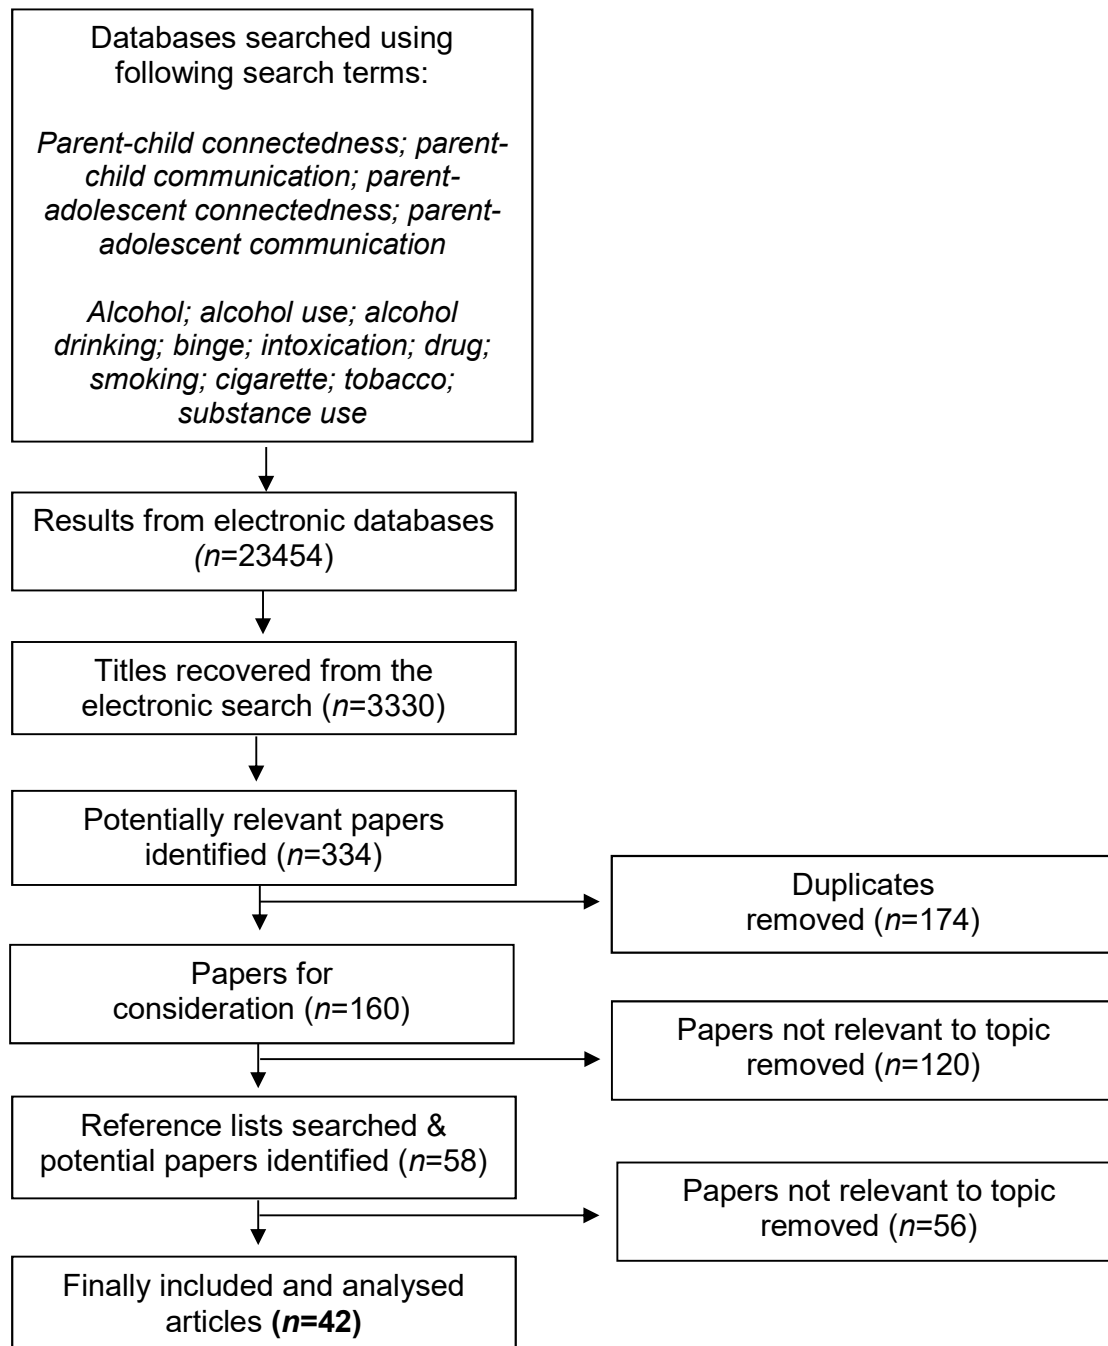 Databases searched using
following search terms:
Parent-child connectedness; parent-
child communication; parent-
adolescent connectedness; parent-
adolescent communication
Alcohol; alcohol use; alcohol
drinking; binge; intoxication; drug;
smoking; cigarette; tobacco;
substance use
Results from electronic databases
(n=23454)
Titles recovered from the
electronic search (n=3330)
Potentially relevant papers
identified (n=334)
Duplicates
removed (n=174)
Papers for
consideration (n=160)
Papers not relevant to topic
removed (n=120)
Reference lists searched &
potential papers identified (n=58)
Papers not relevant to topic
removed (n=56)
Finally included and analysed
articles (n=42)